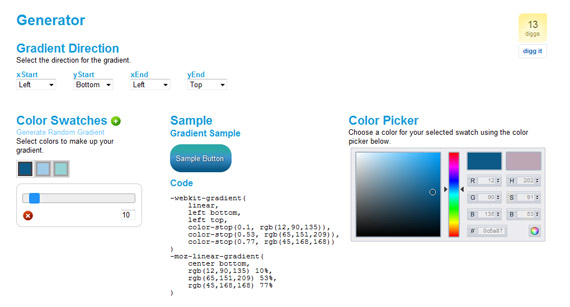 Generator
13
diggs
digg it
Gradient Direction
Select the direction for the gradient.
xStart yStart xEnd yEnd
Left Bottom Left Top
Color Swatches
Generate Random Gradient
Select colors to make up your
gradient.
10
Sample
Gradient Sample
Sample Button
Code
-webkit-gradient(
linear,
left bottom,
left top,
color-stop(0.1, rgb(12,90,135)),
color-stop(0.53, rgb(65,151,209)),
color-stop(0.77, rgb(45,168,168))
)
-moz-linear-gradient(
center bottom,
rgb(12,90,135) 10%,
rgb(65,151,209) 53%,
rgb(45,168,168) 77%
)
Color Picker
Choose a color for your selected swatch using the color
picker below.
R 12 H 202
G 90 S 91
B 135 B 53
# 0c5a87